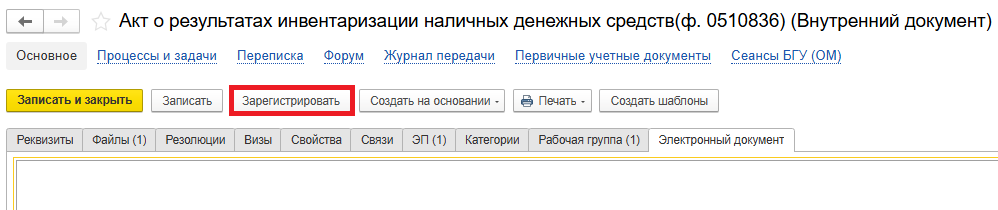 Акт о результатах инвентаризации наличных денежных средств(ф. 0510836) (Внутренний документ)
Основное Процессы и задачи Переписка Форум Журнал передачи Первичные учетные документы Сеансы БГУ (ОМ)
Записать и закрыть Записать Зарегистрировать Создать на основании Печать Создать шаблоны
Реквизиты Файлы (1) Резолюции Визы Свойства Связи ЭП (1) Категории Рабочая группа (1) Электронный документ